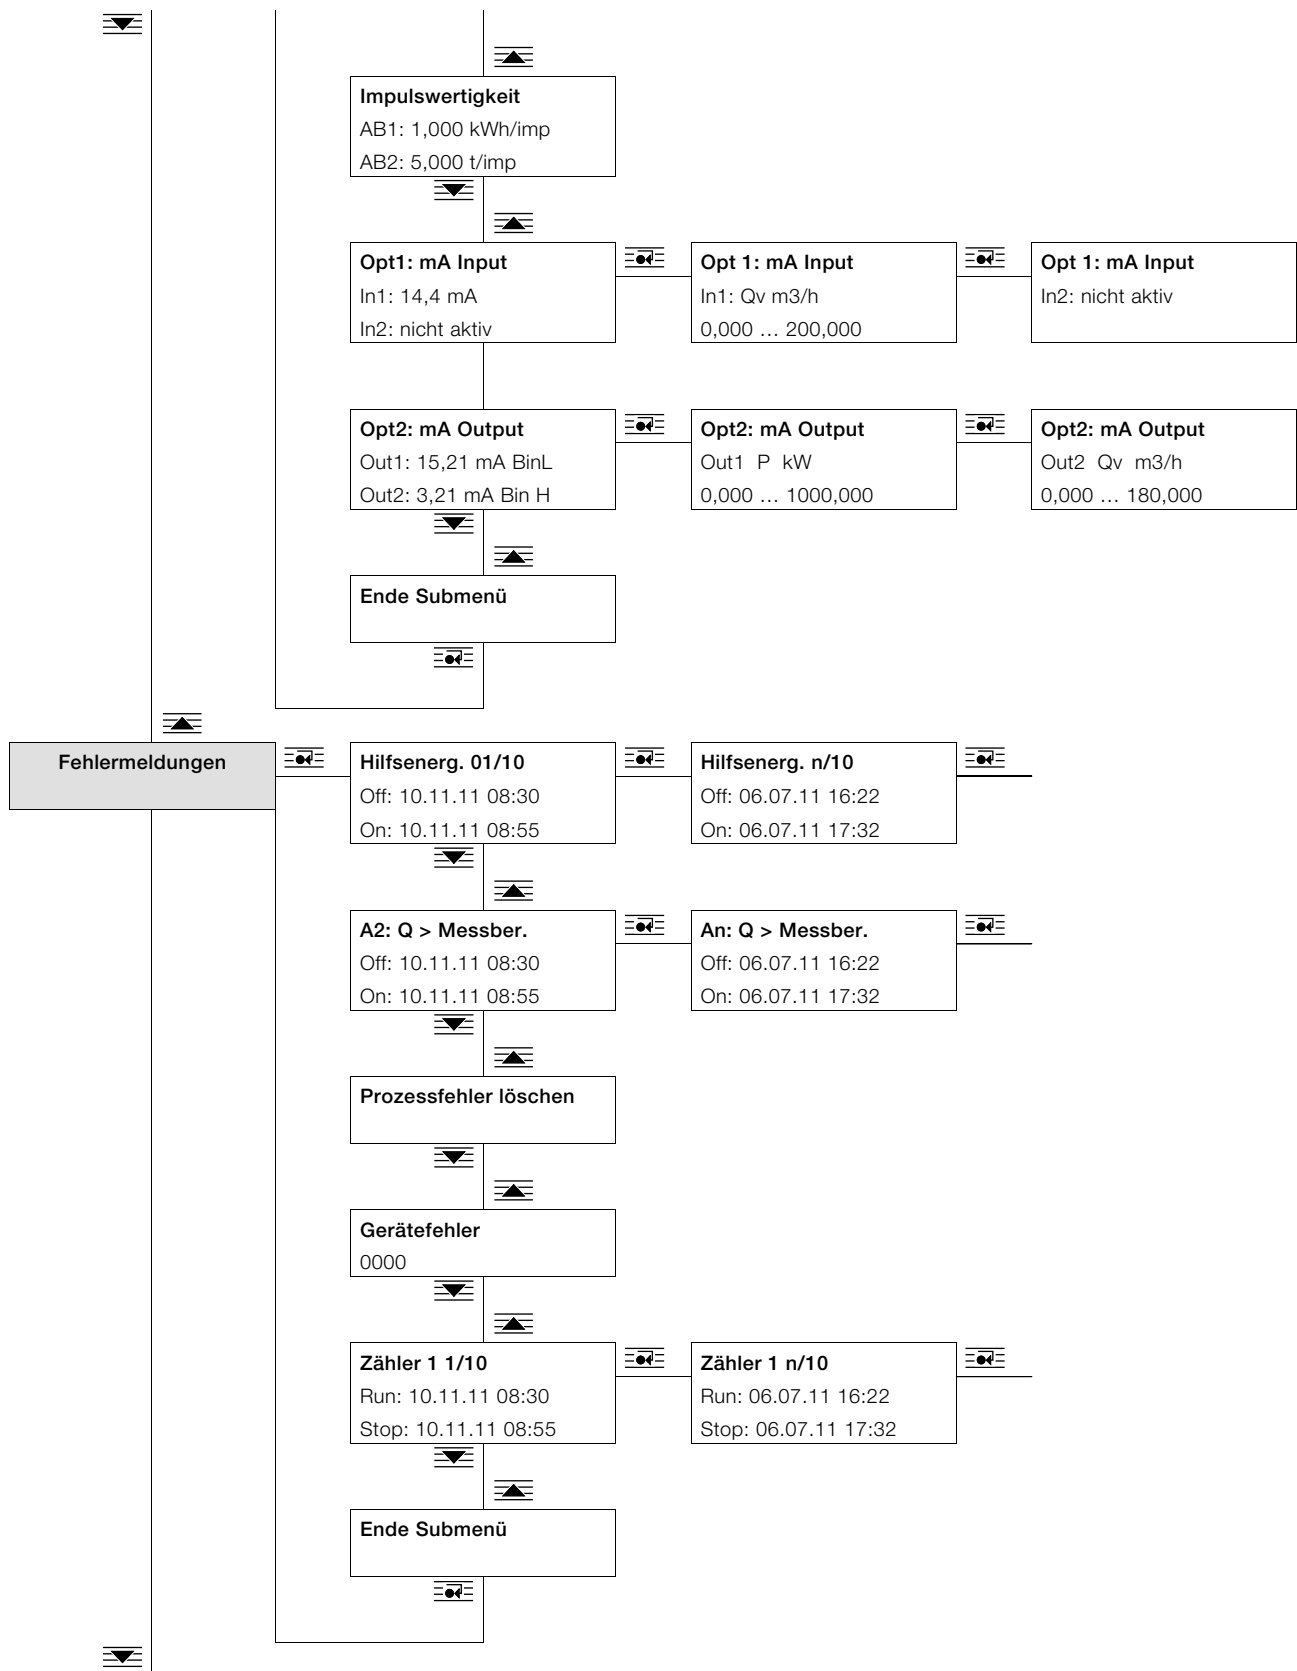 Impulswertigkeit
AB1: 1,000 kWh/imp
AB2: 5,000 t/imp
Opt1: mA Input
In1: 14,4 mA
In2: nicht aktiv
Opt 1: mA Input
In1: Qv m3/h
0,000 … 200,000
Opt 1: mA Input
In2: nicht aktiv
Opt2: mA Output
Out1: 15,21 mA BinL
Out2: 3,21 mA Bin H
Opt2: mA Output
Out1 P kW
0,000 … 1000,000
Opt2: mA Output
Out2 Qv m3/h
0,000 … 180,000
Ende Submenü
Fehlermeldungen
Hilfsenerg. 01/10
Off: 10.11.11 08:30
On: 10.11.11 08:55
Hilfsenerg. n/10
Off: 06.07.11 16:22
On: 06.07.11 17:32
A2: Q > Messber.
Off: 10.11.11 08:30
On: 10.11.11 08:55
An: Q > Messber.
Off: 06.07.11 16:22
On: 06.07.11 17:32
Prozessfehler löschen
Gerätefehler
0000
Zähler 1 1/10
Run: 10.11.11 08:30
Stop: 10.11.11 08:55
Zähler 1 n/10
Run: 06.07.11 16:22
Stop: 06.07.11 17:32
Ende Submenü